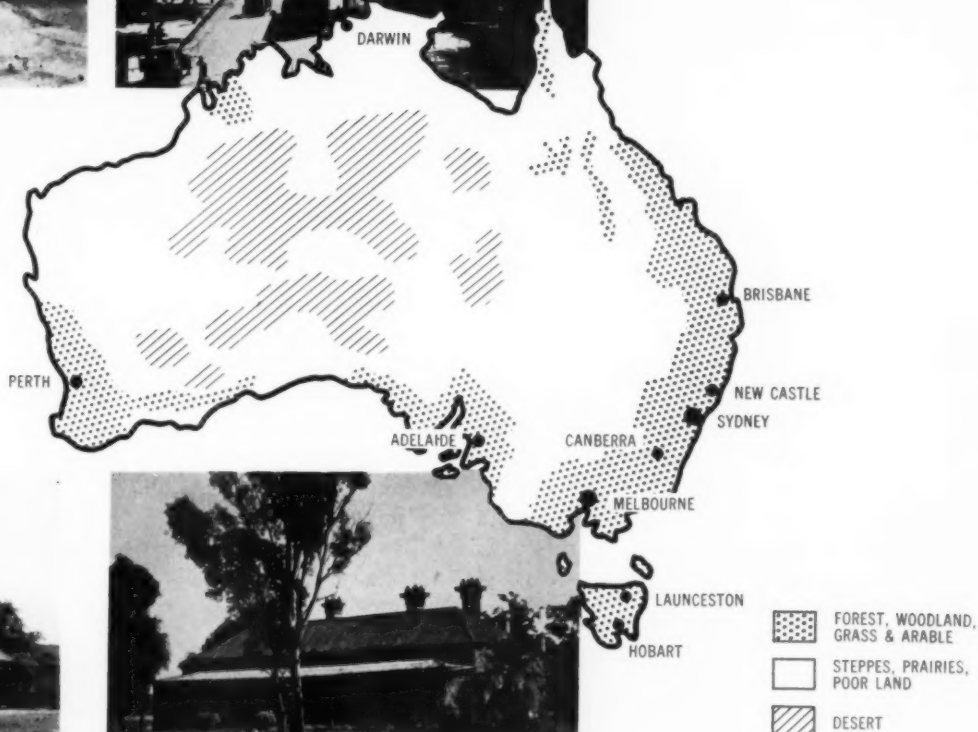 DARWIN
BRISBANE
PERTH
NEW CASTLE
SYDNEY
ADELAIDE
CANBERRA
MELBOURNE
LAUNCESTON
HOBART
FOREST, WOODLAND,
GRASS & ARABLE
STEPPES, PRAIRIES,
POOR LAND
DESERT